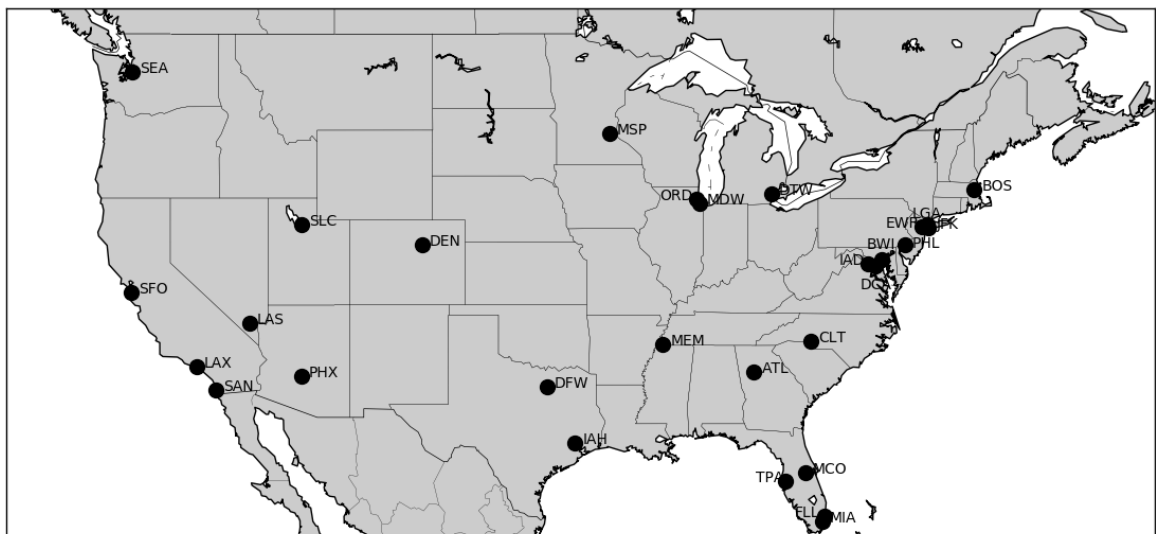 SEA
MSP
ORD
MDW
DTW
BOS
SLC
DEN
LGA
EWR
JFK
PHL
BWI
IAD
DCA
SFO
LAS
MEM
CLT
LAX
PHX
ATL
SAN
DFW
IAH
TPA
MCO
FLL
MIA